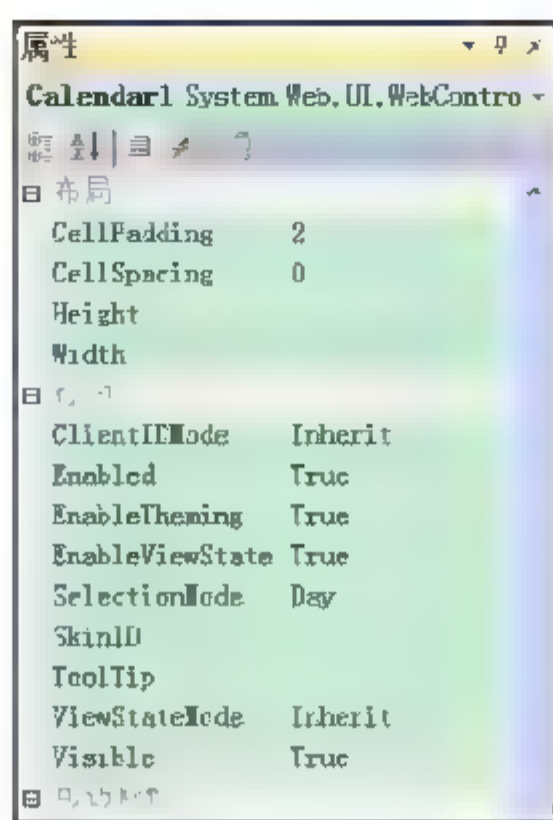 属性
Calendar1 System.Web.UI.WebContro
布局
CellPadding 2
CellSpacing 0
Height
Width
ClientIDMode Inherit
Enabled True
EnableTheming True
EnableViewState True
SelectionMode Day
SkinID
ToolTip
ViewStateMode Inherit
Visible True